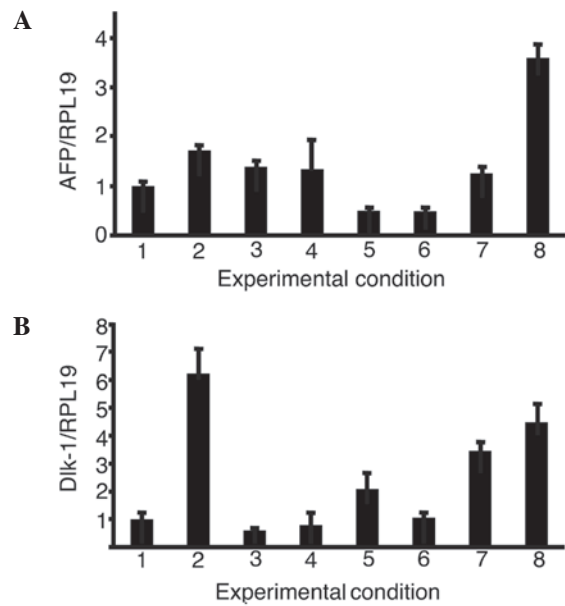 A
AFP/RPL19
4
3
2
1
0
1 2 3 4 5 6 7 8
Experimental condition
B
Dlk-1/RPL19
8
7
6
5
4
3
2
1
1 2 3 4 5 6 7 8
Experimental condition